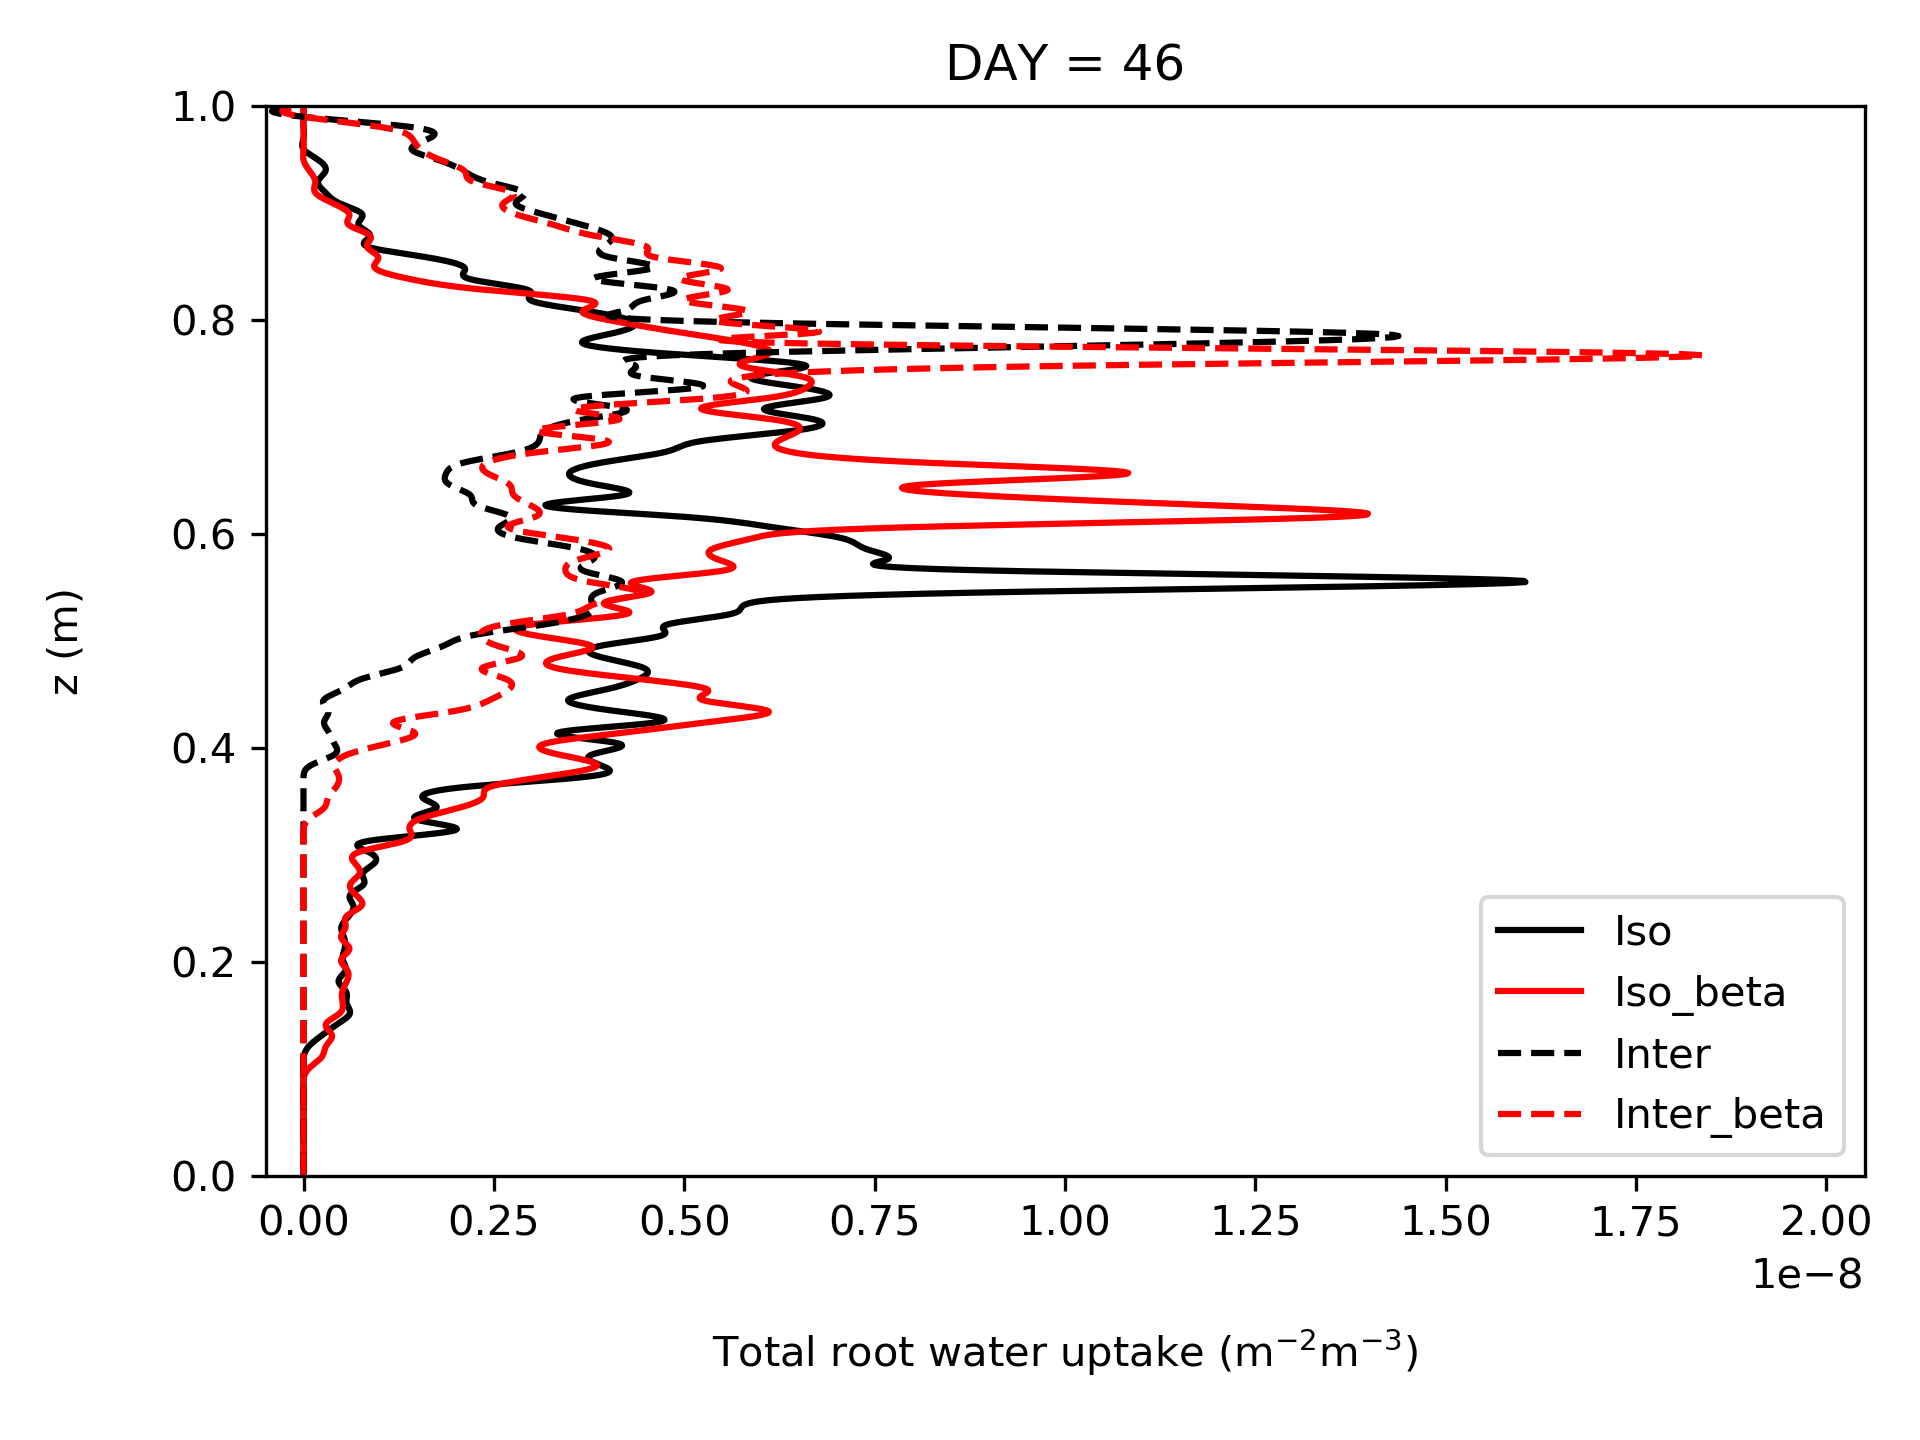 DAY = 46
1.0
0.8
0.6
0.4
0.2
0.0
z (m)
Iso
Iso_beta
Inter
Inter_beta
0.00 0.25 0.50 0.75 1.00 1.25 1.50 1.75 2.00
1e−8
Total root water uptake (m⁻²m⁻³)